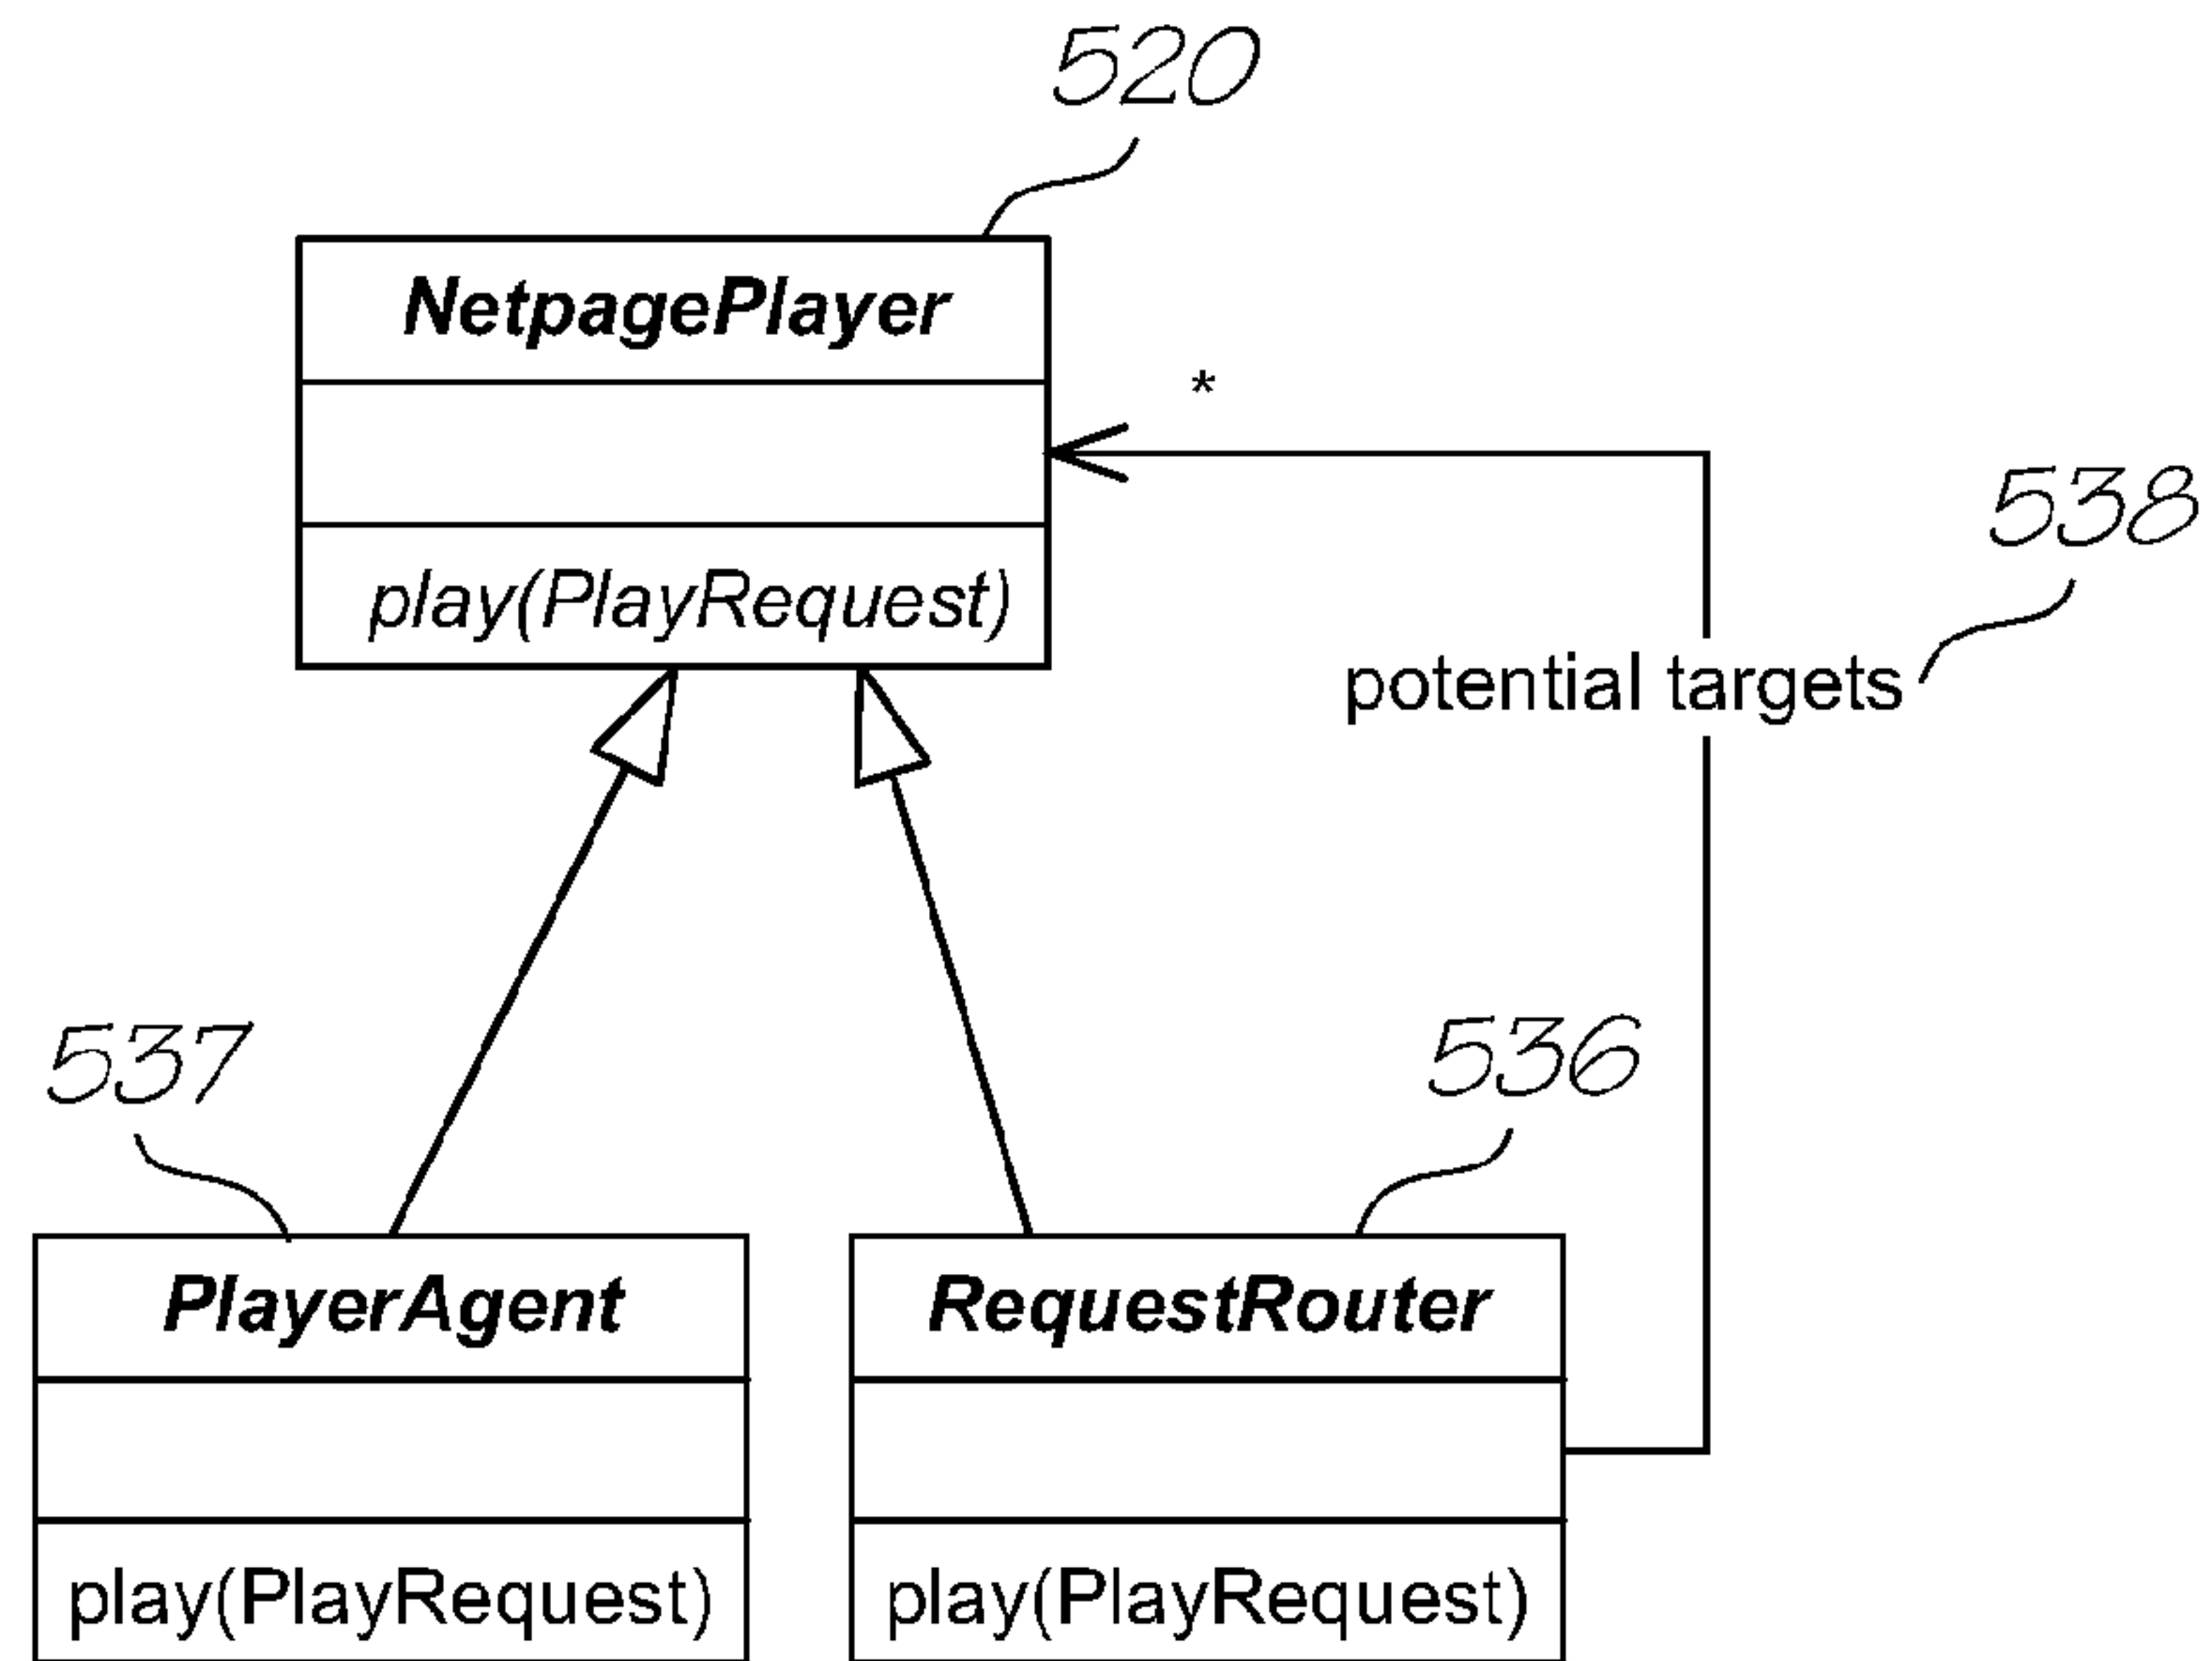 520
NetpagePlayer
*
play(PlayRequest)
538
potential targets
537
536
PlayerAgent
RequestRouter
play(PlayRequest)
play(PlayRequest)